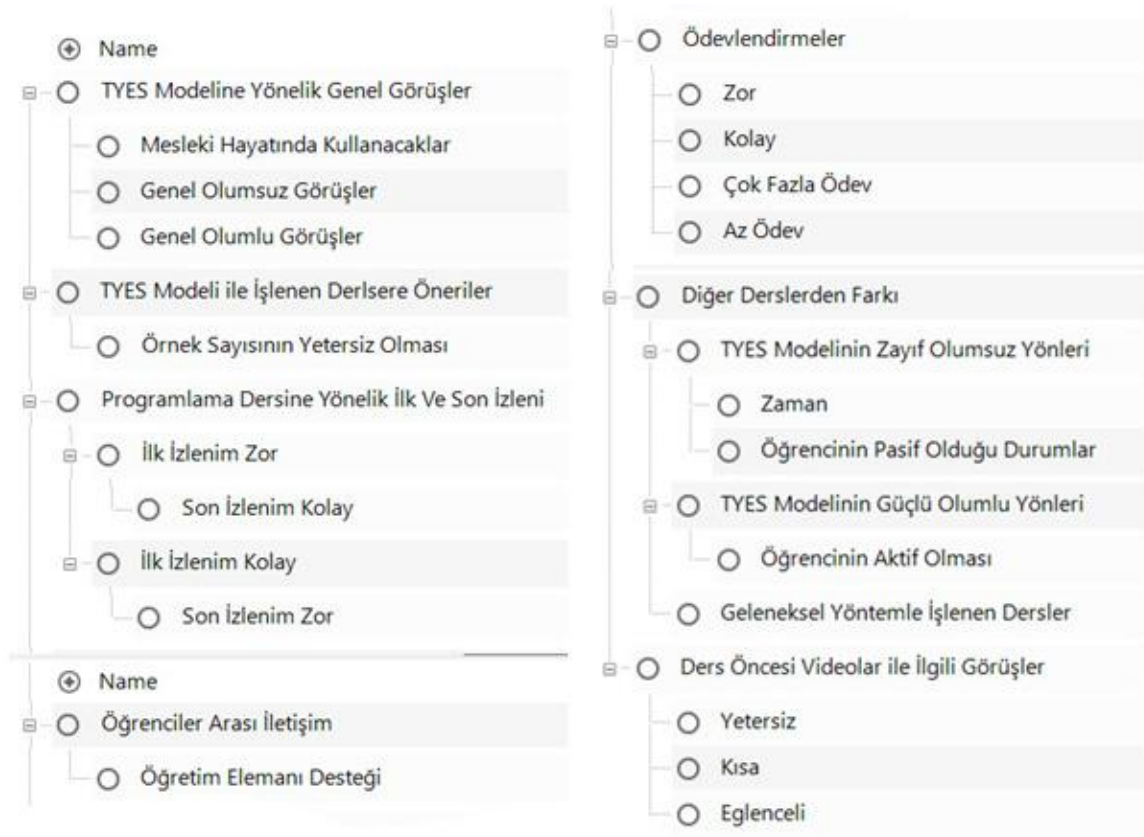 Name
TYES Modeline Yönelik Genel Görüşler
Mesleki Hayatında Kullanacaklar
Genel Olumsuz Görüşler
Genel Olumlu Görüşler
TYES Modeli ile İşlenen Derlsere Öneriler
Örnek Sayısının Yetersiz Olması
Programlama Dersine Yönelik İlk Ve Son İzleni
İlk İzlenim Zor
Son İzlenim Kolay
İlk İzlenim Kolay
Son İzlenim Zor
Name
Öğrenciler Arası İletişim
Öğretim Elemanı Desteği
Ödevlendirmeler
Zor
Kolay
Çok Fazla Ödev
Az Ödev
Diğer Derslerden Farkı
TYES Modelinin Zayıf Olumsuz Yönleri
Zaman
Öğrencinin Pasif Olduğu Durumlar
TYES Modelinin Güçlü Olumlu Yönleri
Öğrencinin Aktif Olması
Geleneksel Yöntemle İşlenen Dersler
Ders Öncesi Videolar ile İlgili Görüşler
Yetersiz
Kısa
Eglenceli